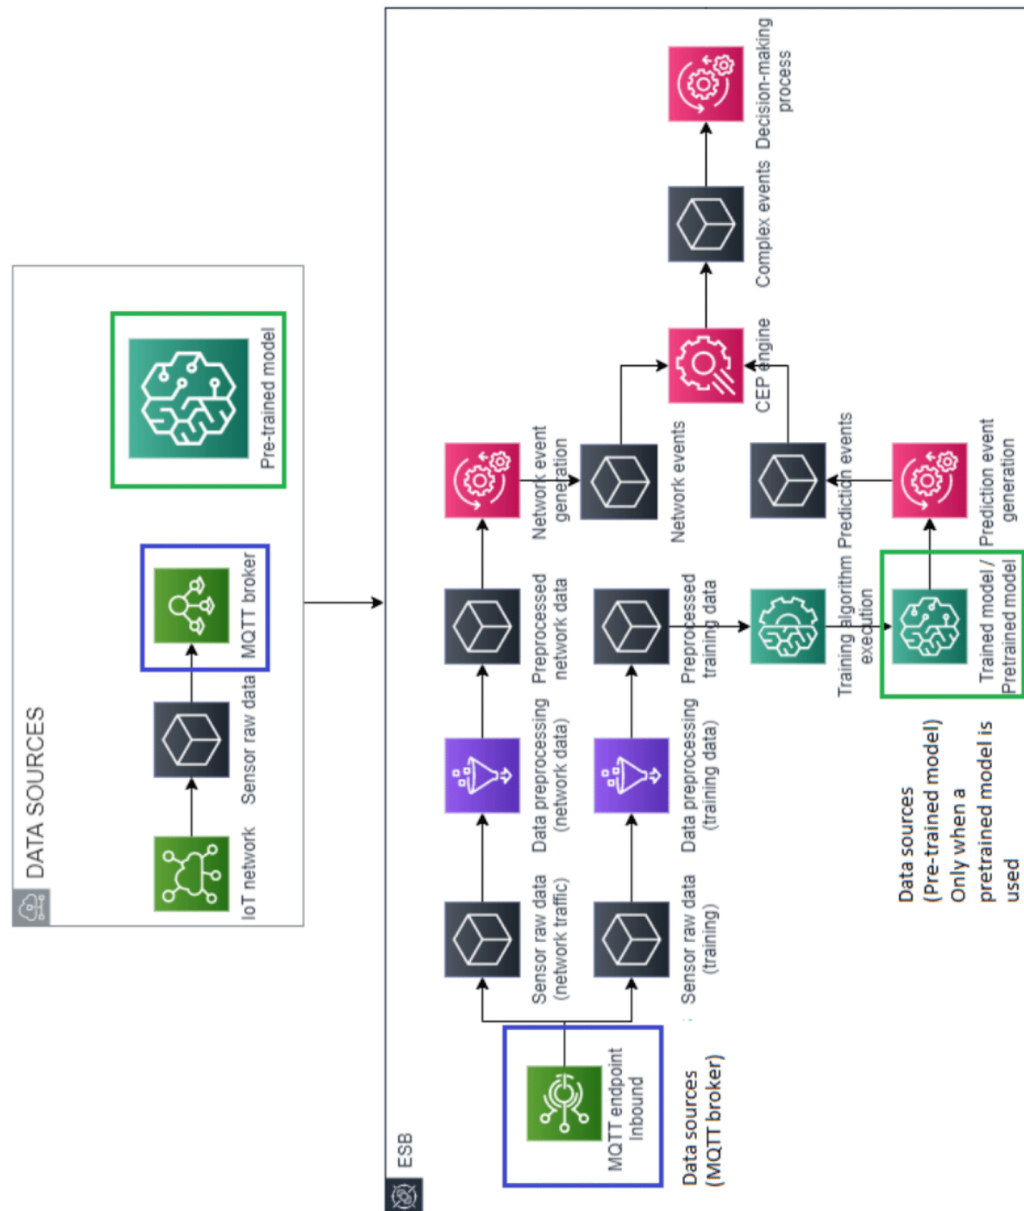 DATA SOURCES
IoT network
Sensor raw data
MQTT broker
Pre-trained model
ESB
MQTT endpoint
Inbound
Data sources
(MQTT broker)
Sensor raw data
(network traffic)
Data preprocessing
(network data)
Preprocessed
network data
Network event
generation
Network events
Sensor raw data
(training)
Data preprocessing
(training data)
Preprocessed
training data
Training algorithm
execution
Trained model /
Pretrained model
Data sources
(Pre-trained model)
Only when a
pretrained model is
used
Prediction event
generation
Prediction events
CEP engine
Complex events
Decision-making
process